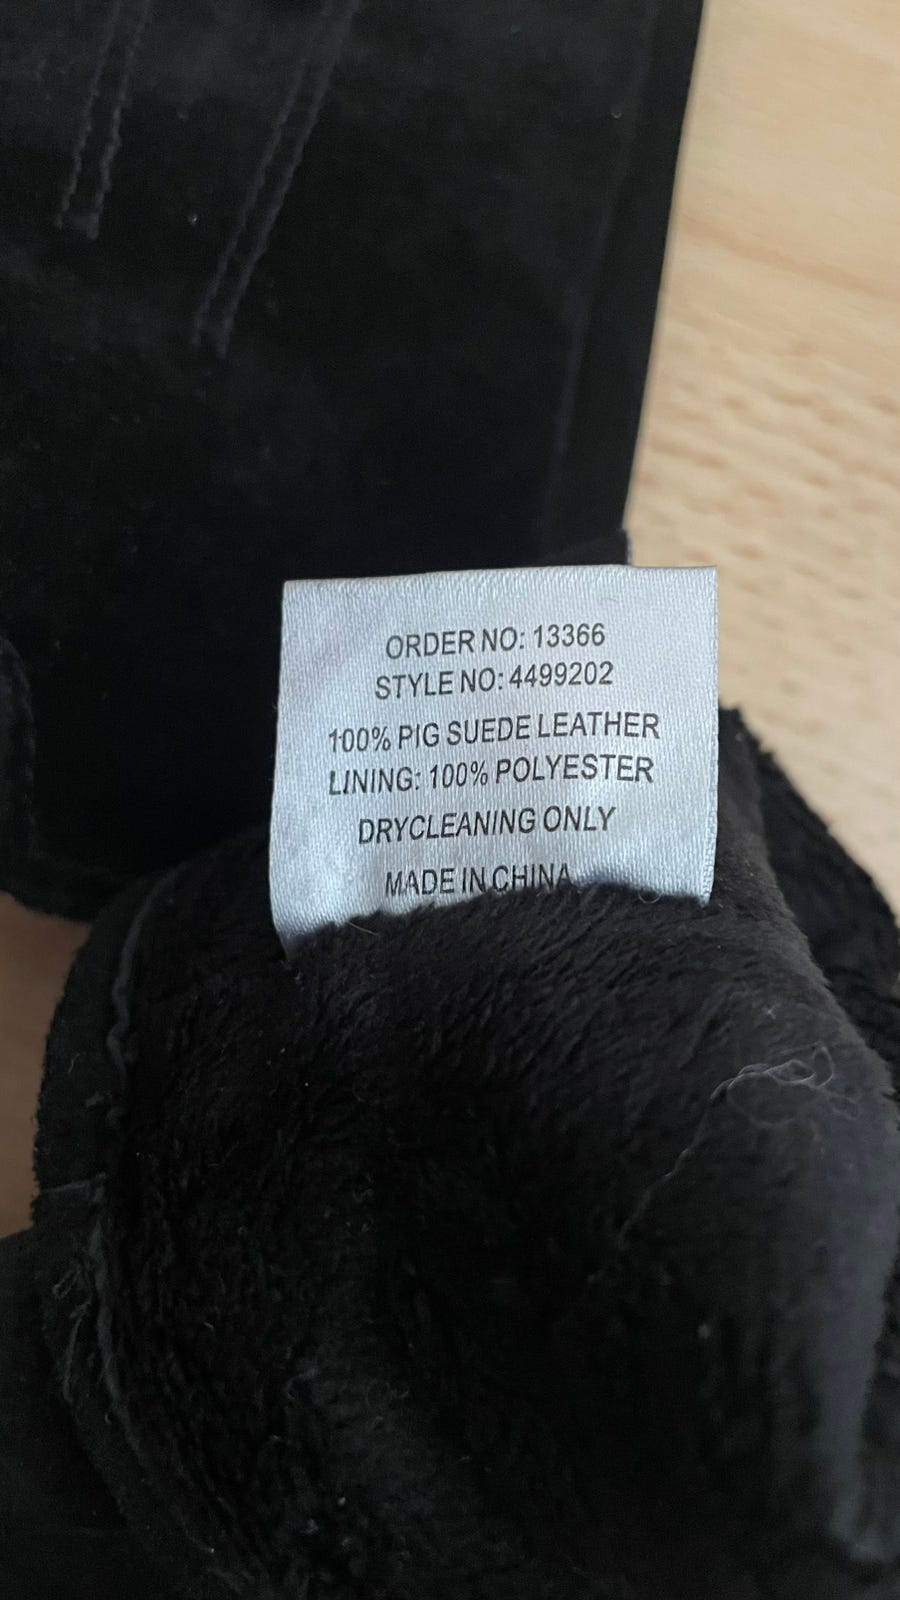 ORDER NO: 13366
STYLE NO: 4499202
100% PIG SUEDE LEATHER
LINING: 100% POLYESTER
DRYCLEANING ONLY
MADE IN CHINA